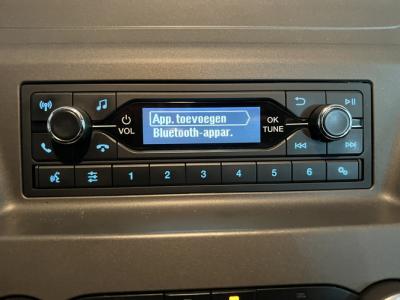 App. toevoegen
Bluetooth-appar.
VOL
OK
TUNE
1
2
3
4
5
6